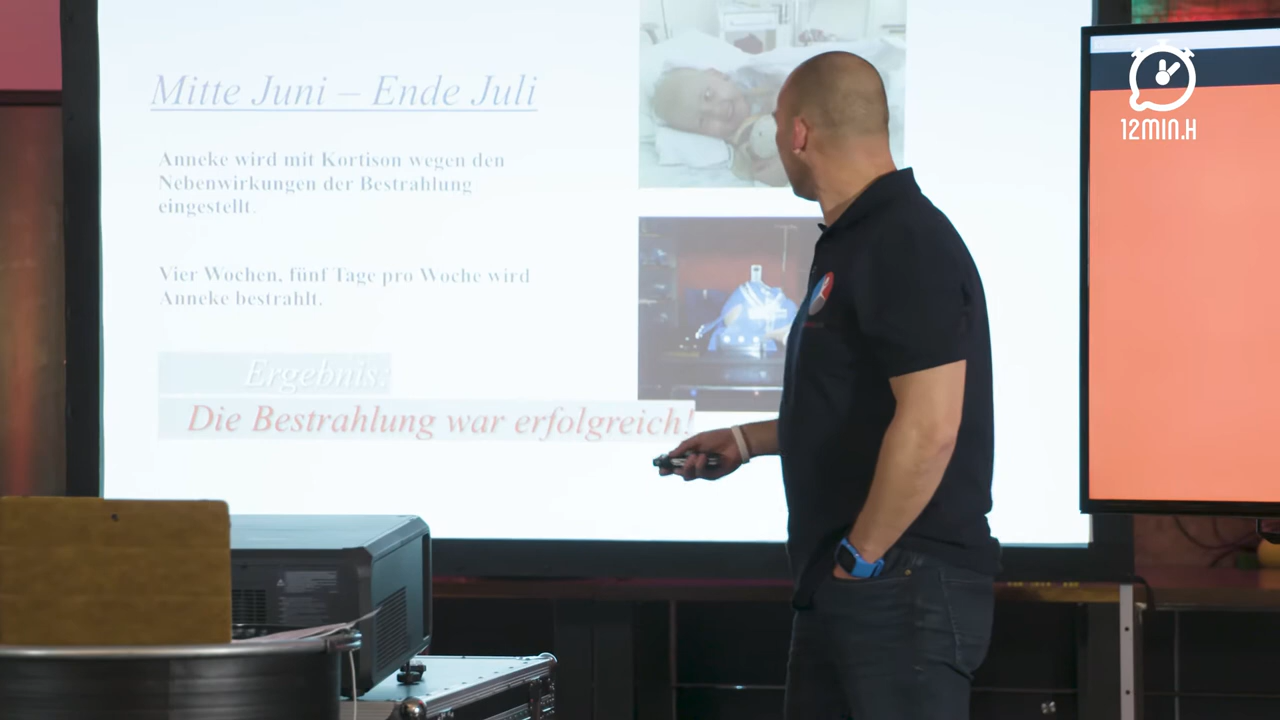 Mitte Juni – Ende Juli
Anneke wird mit Kortison wegen den
Nebenwirkungen der Bestrahlung
eingestellt.
Vier Wochen, fünf Tage pro Woche wird
Anneke bestrahlt.
Ergebnis:
Die Bestrahlung war erfolgreich!
12MIN.H